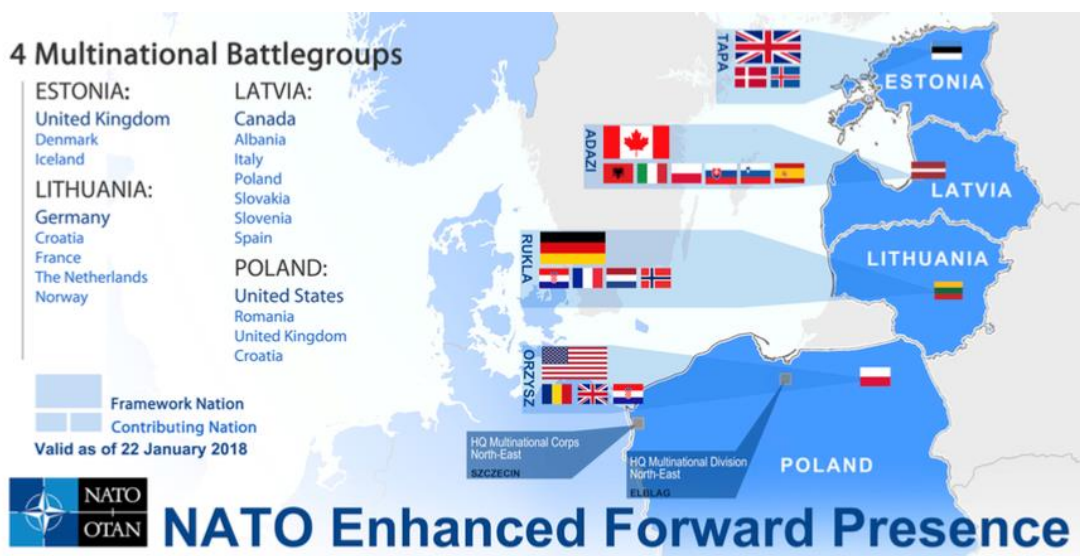 4 Multinational Battlegroups
ESTONIA:
United Kingdom
Denmark
Iceland
LITHUANIA:
Germany
Croatia
France
The Netherlands
Norway
LATVIA:
Canada
Albania
Italy
Poland
Slovakia
Slovenia
Spain
POLAND:
United States
Romania
United Kingdom
Croatia
Framework Nation
Contributing Nation
Valid as of 22 January 2018
TAPA
ESTONIA
ADAZI
LATVIA
RUKLA
LITHUANIA
ORZYSZ
HQ Multinational Corps
North-East
SZCZECIN
HQ Multinational Division
North-East
ELBLAG
POLAND
NATO
OTAN
NATO Enhanced Forward Presence